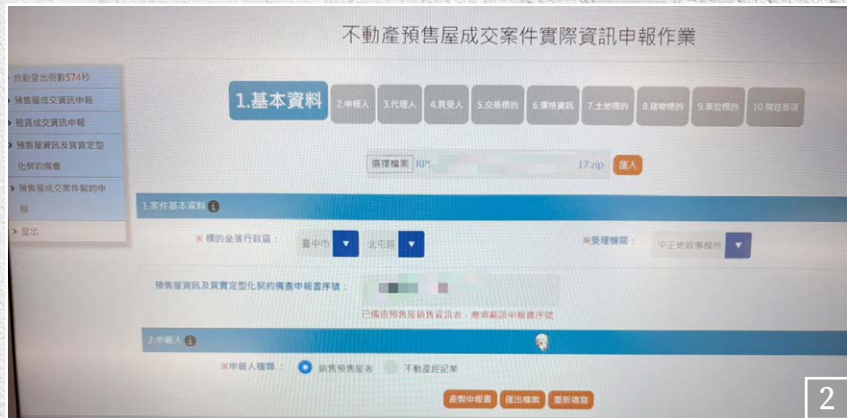 不動產預售屋成交案件實際資訊申報作業
自動登出倒數574秒
預售屋成交資訊申報
租賃成交資訊申報
預售屋資訊及買賣定型
化契約備查
預售屋成交案件解約申
報
登出
1.基本資料 2.申報人 3.代理人 4.買受人 5.交易標的 6.價格資訊 7.土地標的 8.建物標的 9.車位標的 10.備註事項
選擇檔案 RPS 17.zip 匯入
1.案件基本資料
※標的坐落行政區： 臺中市 北屯區 ※受理機關： 中正地政事務所
預售屋資訊及買賣定型化契約備查申報書序號：
已備查預售屋銷售資訊者，應填載該申報書序號
2.申報人
※申報人種類： 銷售預售屋者 不動產經紀業
產製申報書 匯出檔案 重新填寫
2